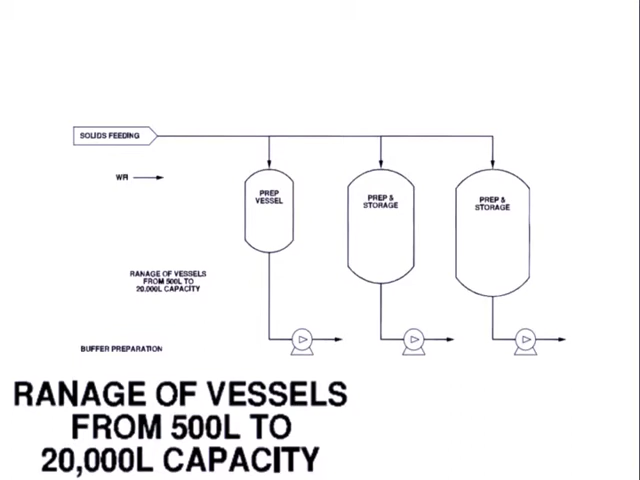 SOLIDS FEEDING
WFI
PREP
VESSEL
PREP &
STORAGE
PREP &
STORAGE
RANAGE OF VESSELS
FROM 500L TO
20,000L CAPACITY
BUFFER PREPARATION
RANAGE OF VESSELS
FROM 500L TO
20,000L CAPACITY